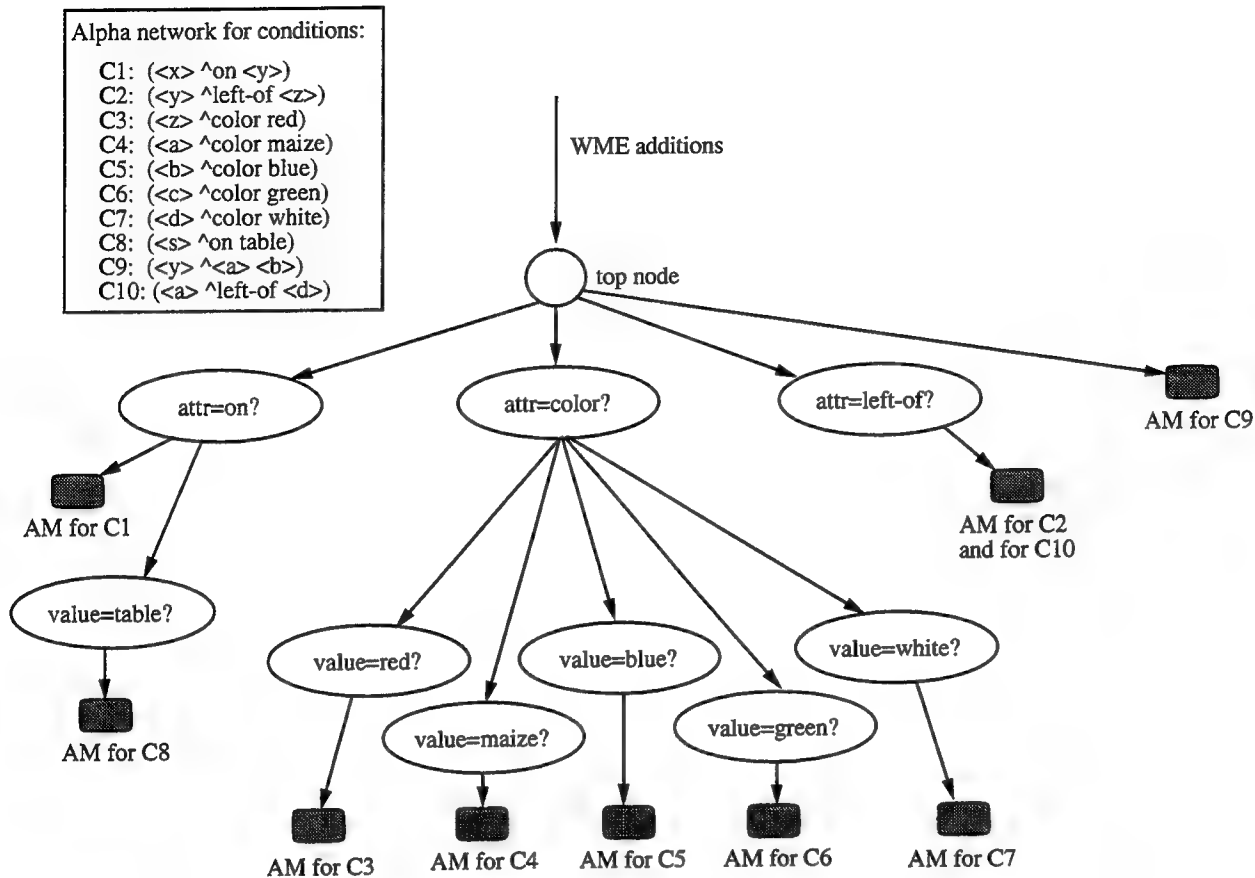 Alpha network for conditions:
C1: (<x> ^on <y>)
C2: (<y> ^left-of <z>)
C3: (<z> ^color red)
C4: (<a> ^color maize)
C5: (<b> ^color blue)
C6: (<c> ^color green)
C7: (<d> ^color white)
C8: (<s> ^on table)
C9: (<y> ^<a> <b>)
C10: (<a> ^left-of <d>)
WME additions
top node
attr=on?
attr=color?
attr=left-of?
AM for C9
AM for C1
AM for C2
and for C10
value=table?
value=red?
value=blue?
value=white?
value=maize?
value=green?
AM for C8
AM for C3
AM for C4
AM for C5
AM for C6
AM for C7